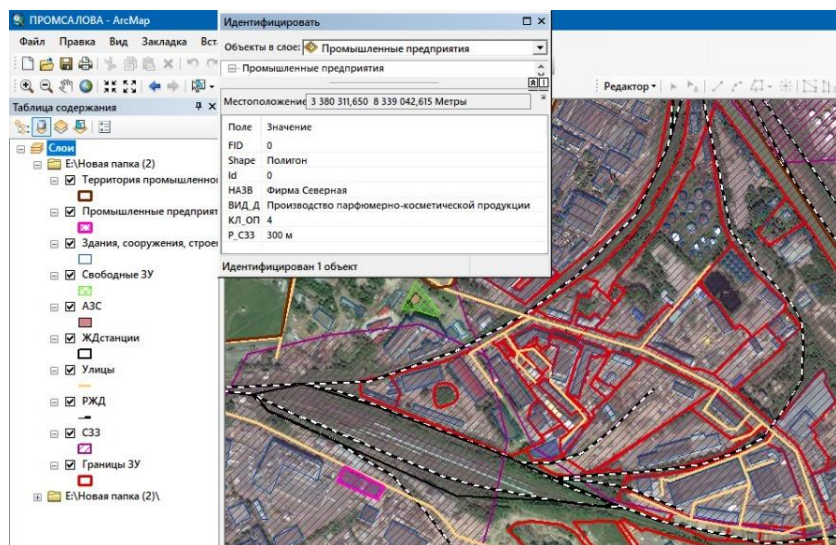 ПРОМСАЛОВА - ArcMap
Файл Правка Вид Закладка Вст
Редактор
Таблица содержания
Слои
E:\Новая папка (2)
Территория промышленно
Промышленные предприят
Здания, сооружения, строе
Свободные ЗУ
АЗС
ЖДстанции
Улицы
РЖД
СЗЗ
Границы ЗУ
E:\Новая папка (2)\
Идентифицировать
Объекты в слое: Промышленные предприятия
Промышленные предприятия
Местоположение 3 380 311,650 8 339 042,615 Метры
Поле Значение
FID 0
Shape Полигон
Id 0
НАЗВ Фирма Северная
ВИД_Д Производство парфюмерно-косметической продукции
КЛ_ОП 4
Р_СЗЗ 300 м
Идентифицирован 1 объект